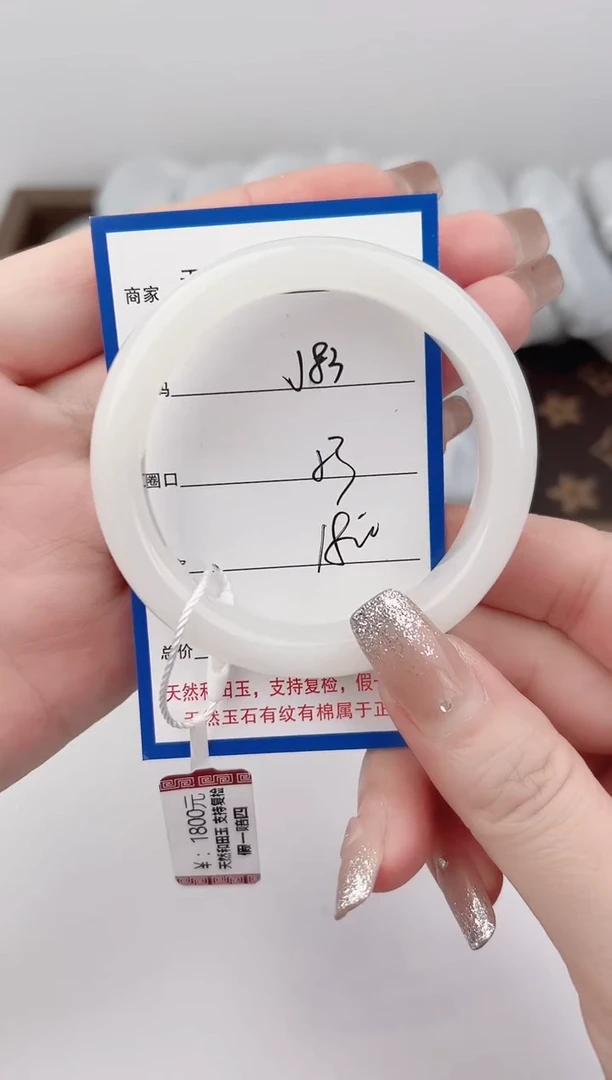 商家
码 J83
圈口 57
1800
总价
天然和田玉，支持复检，假一
天然玉石有纹有棉属于正
¥：1800元
天然和田玉 支持复检
假一赔四